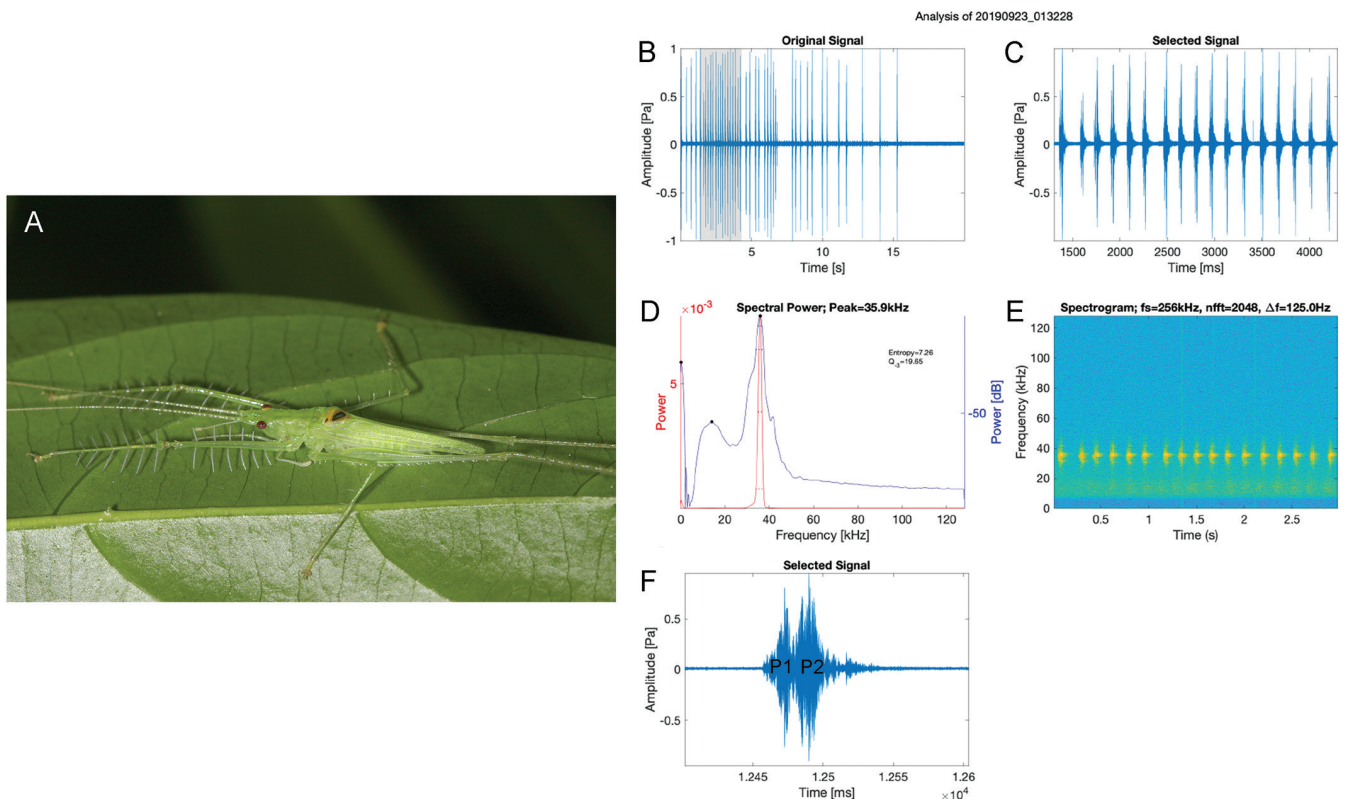 Analysis of 20190923_013228
A
B
Original Signal
Amplitude [Pa]
1
0.5
0
-0.5
-1
5
10
15
Time [s]
C
Selected Signal
Amplitude [Pa]
0.5
0
-0.5
1500
2000
2500
3000
3500
4000
Time [ms]
D
×10⁻³
Spectral Power; Peak=35.9kHz
Entropy=7.26
Q₋₃=19.65
Power
5
Power [dB]
-50
0
20
40
60
80
100
120
Frequency [kHz]
E
Spectrogram; fs=256kHz, nfft=2048, Δf=125.0Hz
Frequency (kHz)
120
100
80
60
40
20
0
0.5
1
1.5
2
2.5
Time (s)
F
Selected Signal
Amplitude [Pa]
0.5
0
-0.5
P1
P2
1.245
1.25
1.255
1.26
Time [ms]
×10⁴